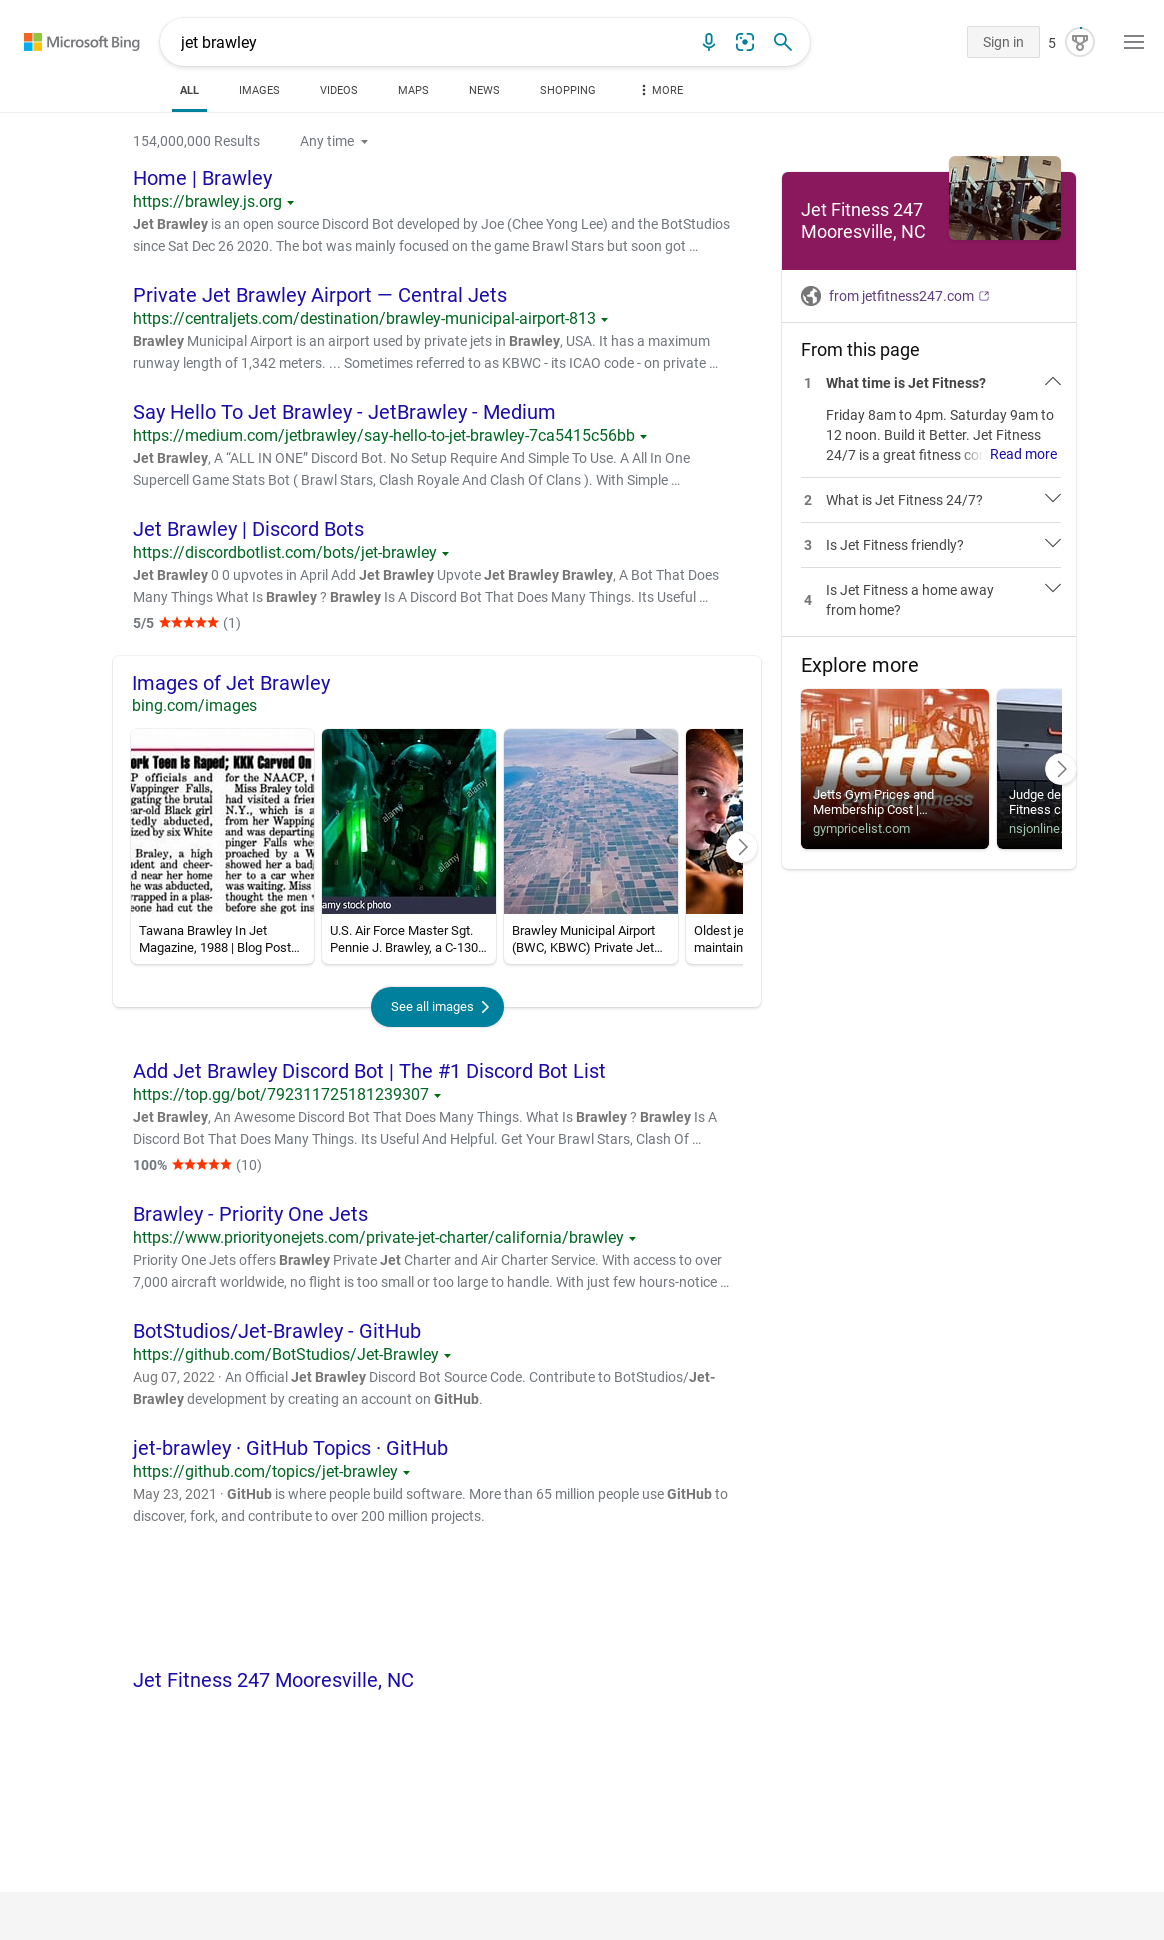 Microsoft Bing
jet brawley
Sign in
5
ALL
IMAGES
VIDEOS
MAPS
NEWS
SHOPPING
MORE
154,000,000 Results
Any time
Home | Brawley
https://brawley.js.org
Jet Brawley is an open source Discord Bot developed by Joe (Chee Yong Lee) and the BotStudios
since Sat Dec 26 2020. The bot was mainly focused on the game Brawl Stars but soon got …
Private Jet Brawley Airport — Central Jets
https://centraljets.com/destination/brawley-municipal-airport-813
Brawley Municipal Airport is an airport used by private jets in Brawley, USA. It has a maximum
runway length of 1,342 meters. ... Sometimes referred to as KBWC - its ICAO code - on private …
Say Hello To Jet Brawley - JetBrawley - Medium
https://medium.com/jetbrawley/say-hello-to-jet-brawley-7ca5415c56bb
Jet Brawley, A “ALL IN ONE” Discord Bot. No Setup Require And Simple To Use. A All In One
Supercell Game Stats Bot ( Brawl Stars, Clash Royale And Clash Of Clans ). With Simple …
Jet Brawley | Discord Bots
https://discordbotlist.com/bots/jet-brawley
Jet Brawley 0 0 upvotes in April Add Jet Brawley Upvote Jet Brawley Brawley, A Bot That Does
Many Things What Is Brawley ? Brawley Is A Discord Bot That Does Many Things. Its Useful …
5/5 (1)
Images of Jet Brawley
bing.com/images
ork Teen Is Raped; KKK Carved On
P officials and
Wappinger Falls,
gating the brutal
ear-old Black girl
tedly abducted,
ized by six White
Braley, a high
dent and cheer-
ed near her home
he was abducted,
wrapped in a plas-
eone had cut the
for the NAACP, t
Miss Braley told
had visited a frien
N.Y., which is a
from her Wapping
and was departing
pinger Falls when
proached by a W
showed her a bad
her to a car wher
was waiting. Miss
thought the men v
before she got ins
alamy
alamy
alamy
amy stock photo
Tawana Brawley In Jet
Magazine, 1988 | Blog Post…
U.S. Air Force Master Sgt.
Pennie J. Brawley, a C-130…
Brawley Municipal Airport
(BWC, KBWC) Private Jet…
Oldest je
maintain
See all images
Add Jet Brawley Discord Bot | The #1 Discord Bot List
https://top.gg/bot/792311725181239307
Jet Brawley, An Awesome Discord Bot That Does Many Things. What Is Brawley ? Brawley Is A
Discord Bot That Does Many Things. Its Useful And Helpful. Get Your Brawl Stars, Clash Of …
100% (10)
Brawley - Priority One Jets
https://www.priorityonejets.com/private-jet-charter/california/brawley
Priority One Jets offers Brawley Private Jet Charter and Air Charter Service. With access to over
7,000 aircraft worldwide, no flight is too small or too large to handle. With just few hours-notice …
BotStudios/Jet-Brawley - GitHub
https://github.com/BotStudios/Jet-Brawley
Aug 07, 2022 · An Official Jet Brawley Discord Bot Source Code. Contribute to BotStudios/Jet-
Brawley development by creating an account on GitHub.
jet-brawley · GitHub Topics · GitHub
https://github.com/topics/jet-brawley
May 23, 2021 · GitHub is where people build software. More than 65 million people use GitHub to
discover, fork, and contribute to over 200 million projects.
Jet Fitness 247 Mooresville, NC
Jet Fitness 247
Mooresville, NC
from jetfitness247.com
From this page
1 What time is Jet Fitness?
Friday 8am to 4pm. Saturday 9am to
12 noon. Build it Better. Jet Fitness
24/7 is a great fitness co Read more
2 What is Jet Fitness 24/7?
3 Is Jet Fitness friendly?
4 Is Jet Fitness a home away
from home?
Explore more
jetts
fitness
Jetts Gym Prices and
Membership Cost |…
gympricelist.com
Judge de
Fitness c
nsjonline.